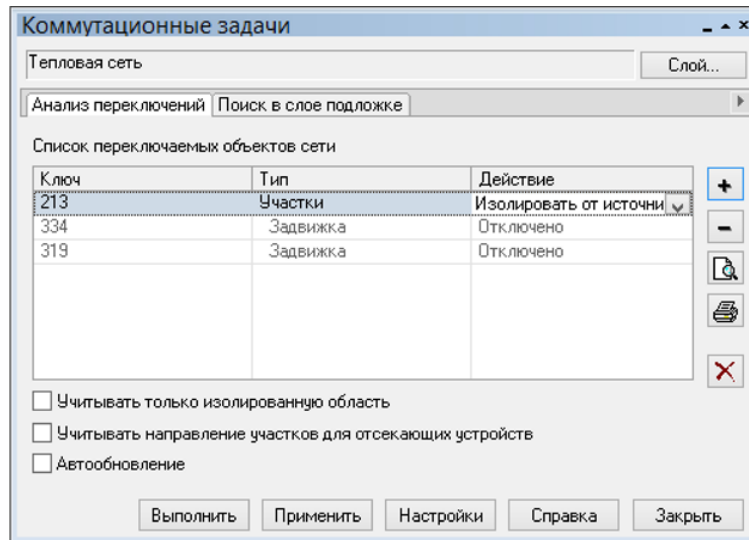 Коммутационные задачи
Тепловая сеть
Слой...
Анализ переключений Поиск в слое подложке
Список переключаемых объектов сети
Ключ Тип Действие
213 Участки Изолировать от источни
334 Задвижка Отключено
319 Задвижка Отключено
Учитывать только изолированную область
Учитывать направление участков для отсекающих устройств
Автообновление
Выполнить Применить Настройки Справка Закрыть